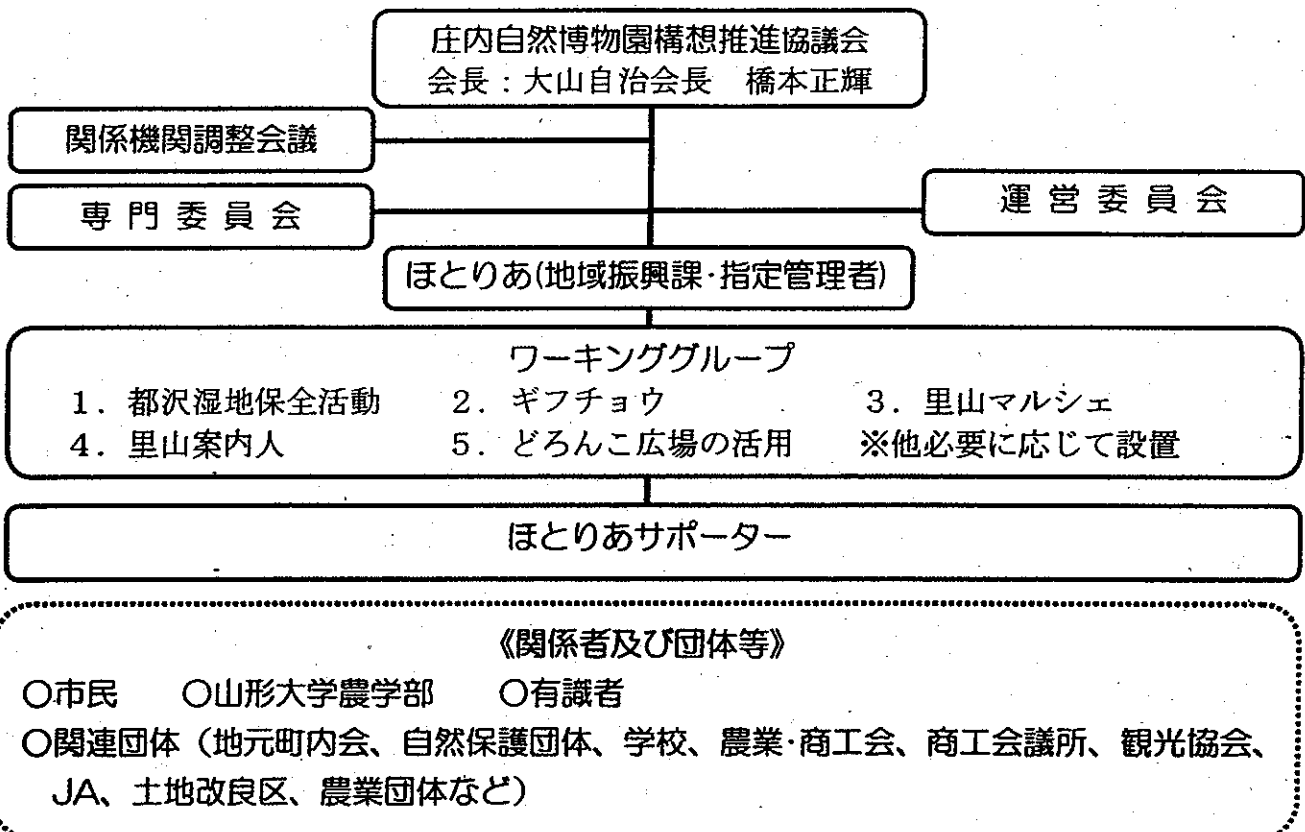 庄内自然博物園構想推進協議会
会長：大山自治会長　橋本正輝
関係機関調整会議
専門委員会
運営委員会
ほとりあ(地域振興課・指定管理者)
ワーキンググループ
1．都沢湿地保全活動　2．ギフチョウ　3．里山マルシェ
4．里山案内人　5．どろんこ広場の活用　※他必要に応じて設置
ほとりあサポーター
《関係者及び団体等》
○市民　○山形大学農学部　○有識者
○関連団体（地元町内会、自然保護団体、学校、農業・商工会、商工会議所、観光協会、
JA、土地改良区、農業団体など）